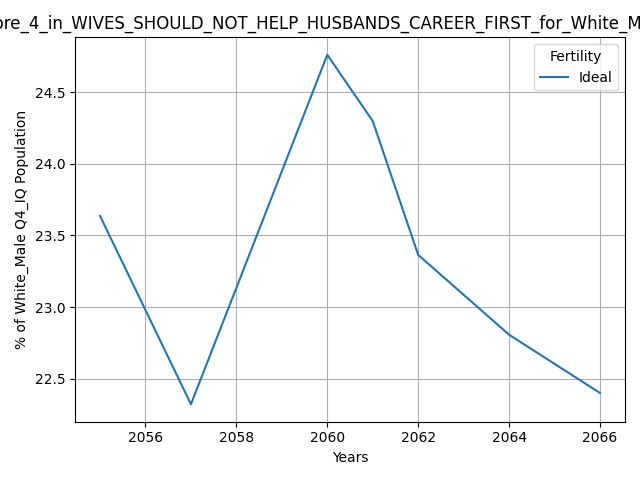 ore_4_in_WIVES_SHOULD_NOT_HELP_HUSBANDS_CAREER_FIRST_for_White_M
Fertility
Ideal
24.5
24.0
23.5
23.0
22.5
% of White_Male Q4_IQ Population
2056 2058 2060 2062 2064 2066
Years